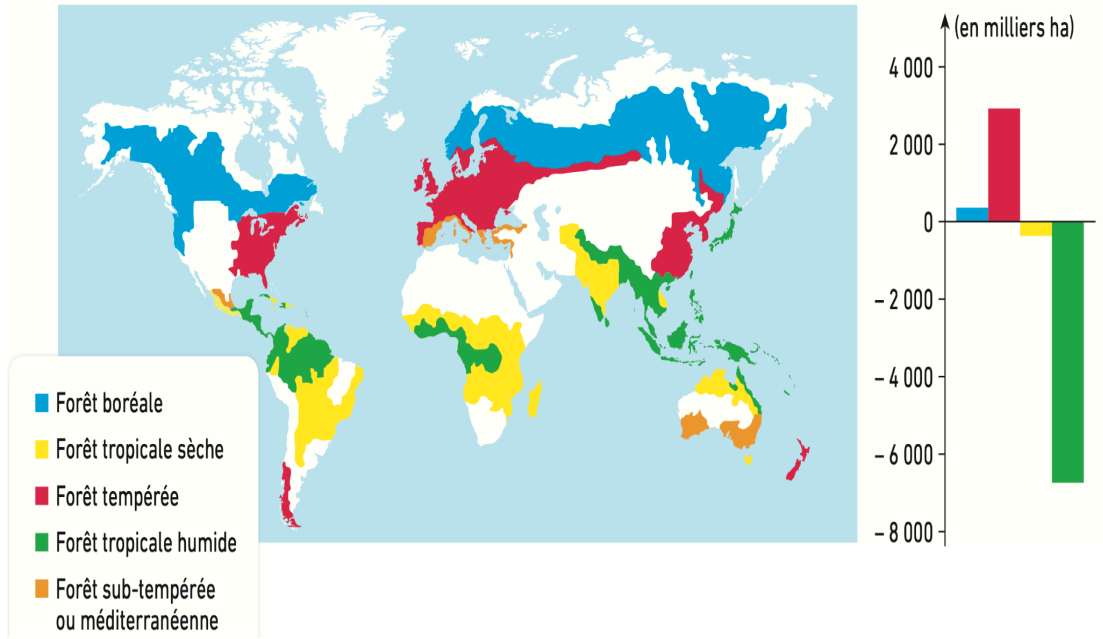 (en milliers ha)
4 000
2 000
0
– 2 000
– 4 000
– 6 000
– 8 000
Forêt boréale
Forêt tropicale sèche
Forêt tempérée
Forêt tropicale humide
Forêt sub-tempérée
ou méditerranéenne